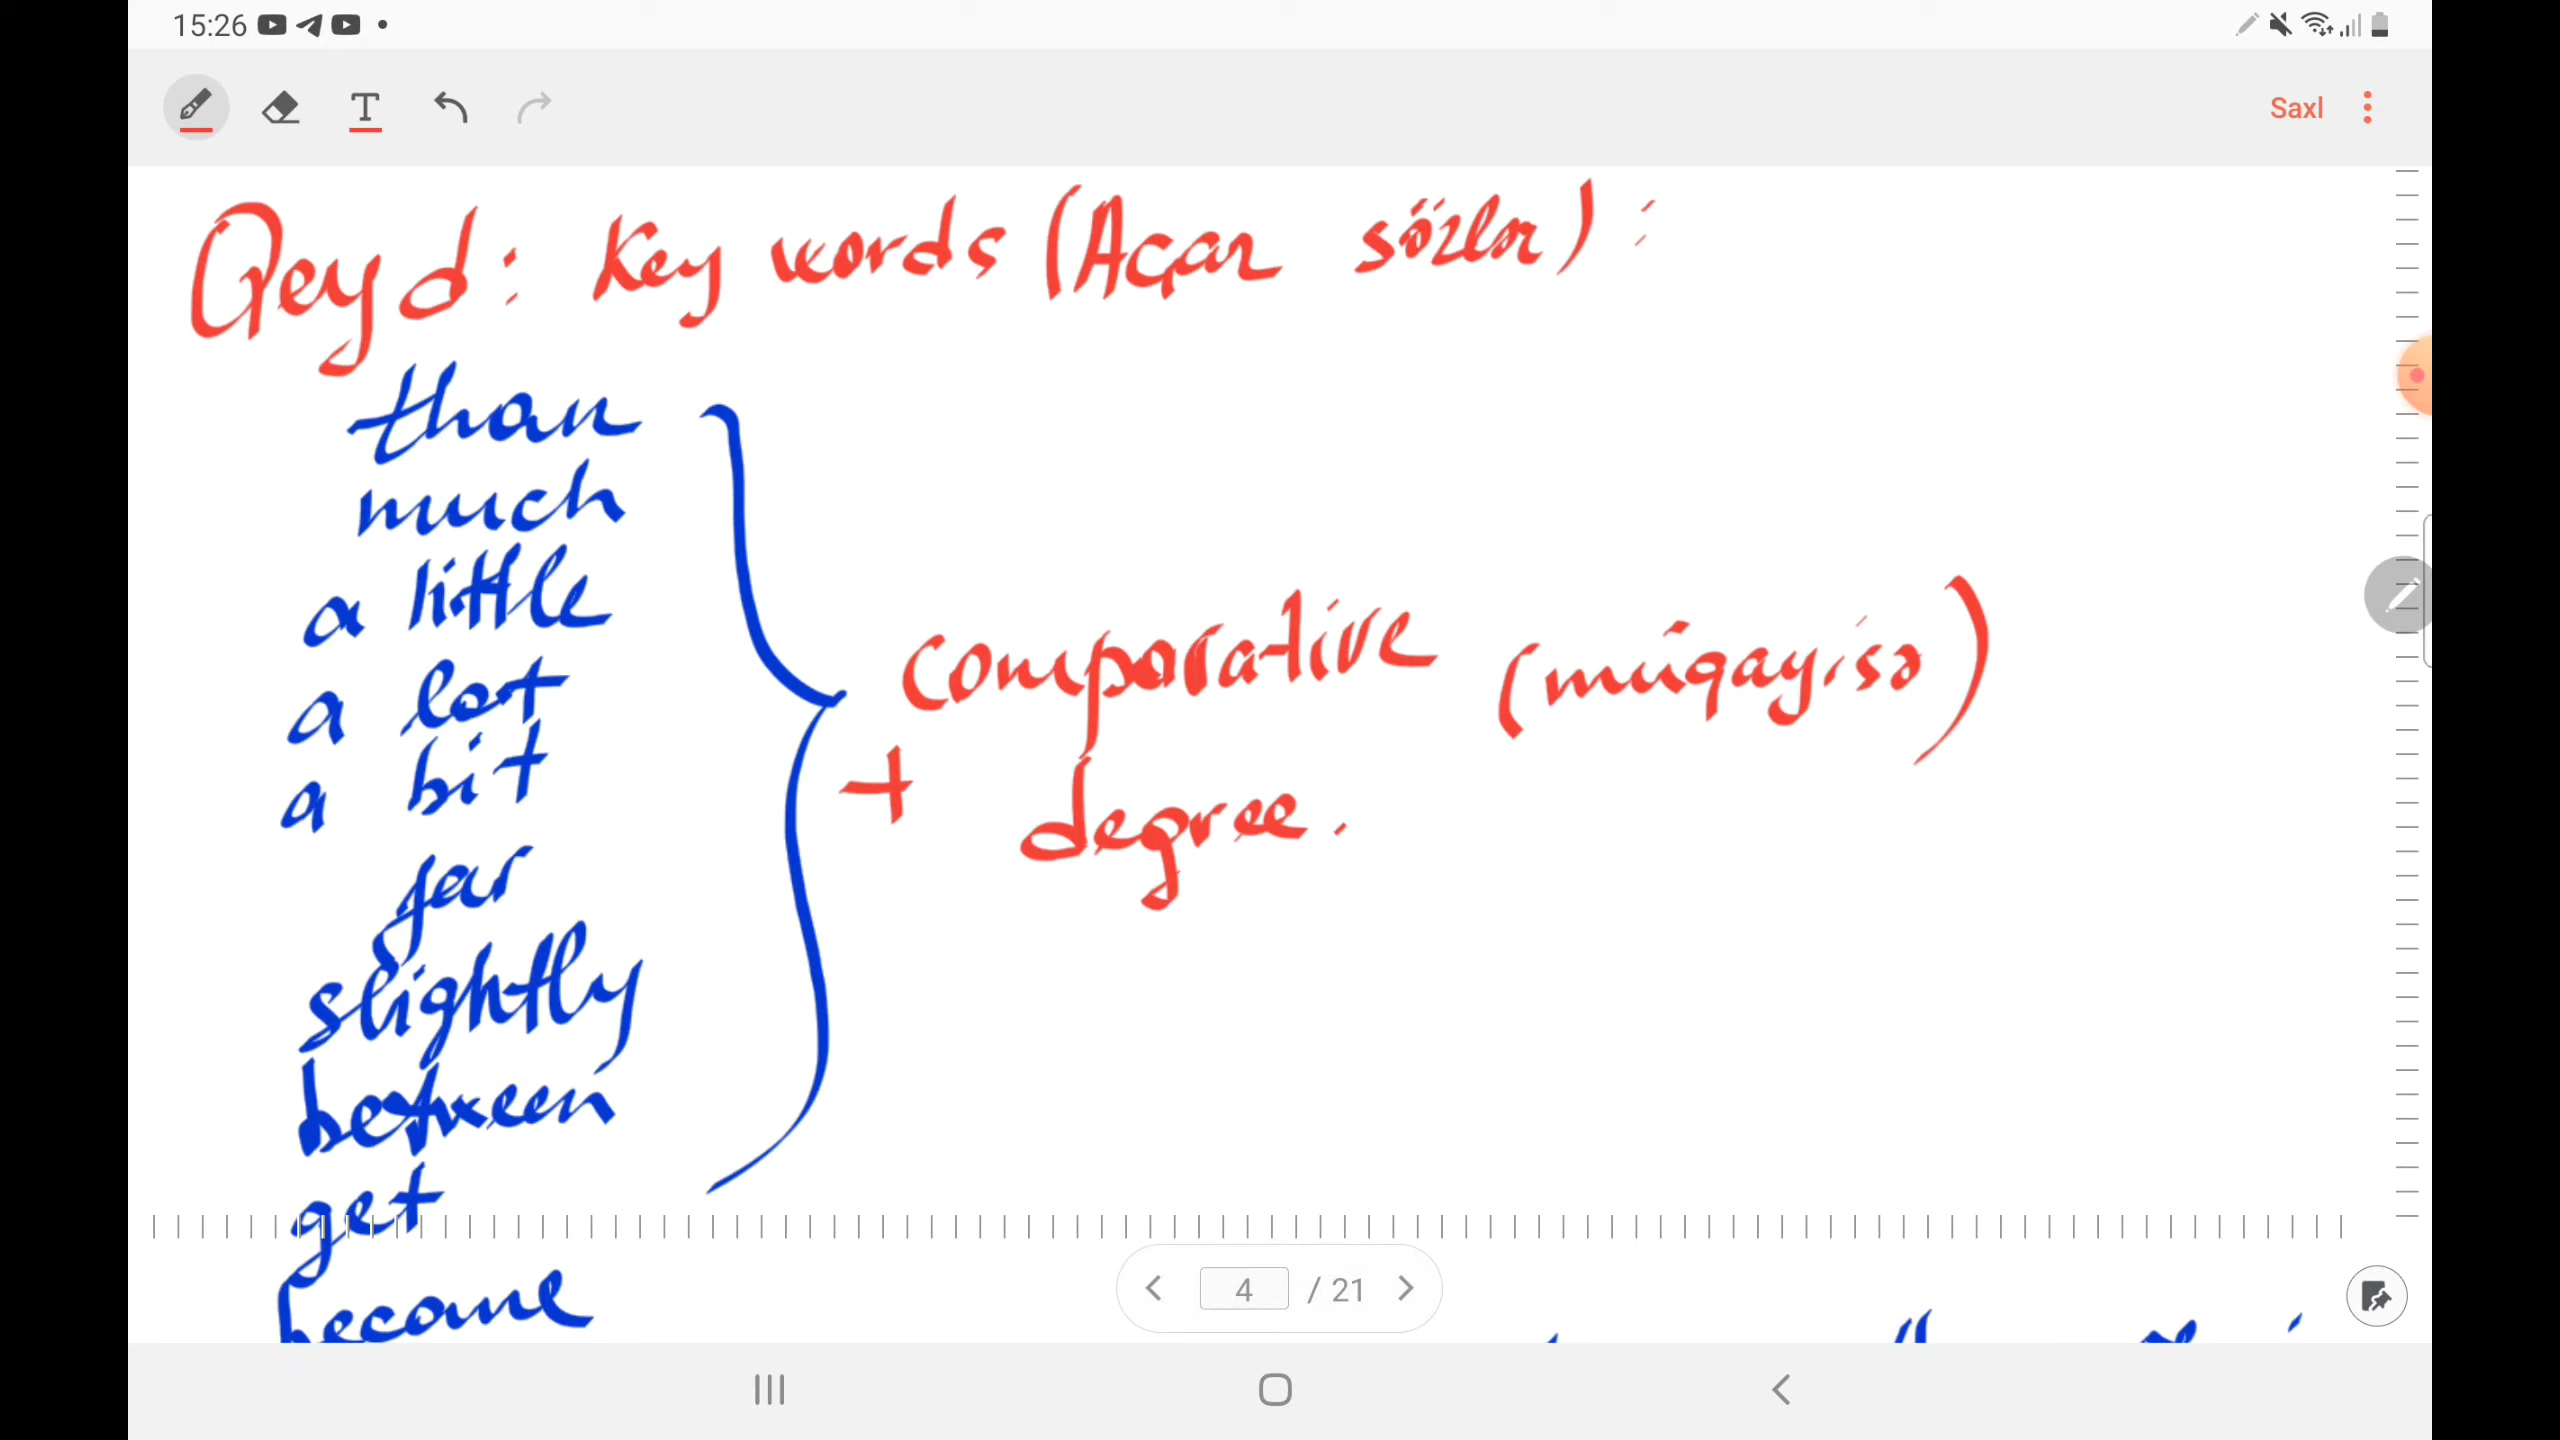 15:26
Saxl
Qeyd: Key words (Açar sözlər):
than
much
a little
a lot
a bit
far
slightly
between
get
become
comparative (müqayisə)
+ degree.
4 / 21